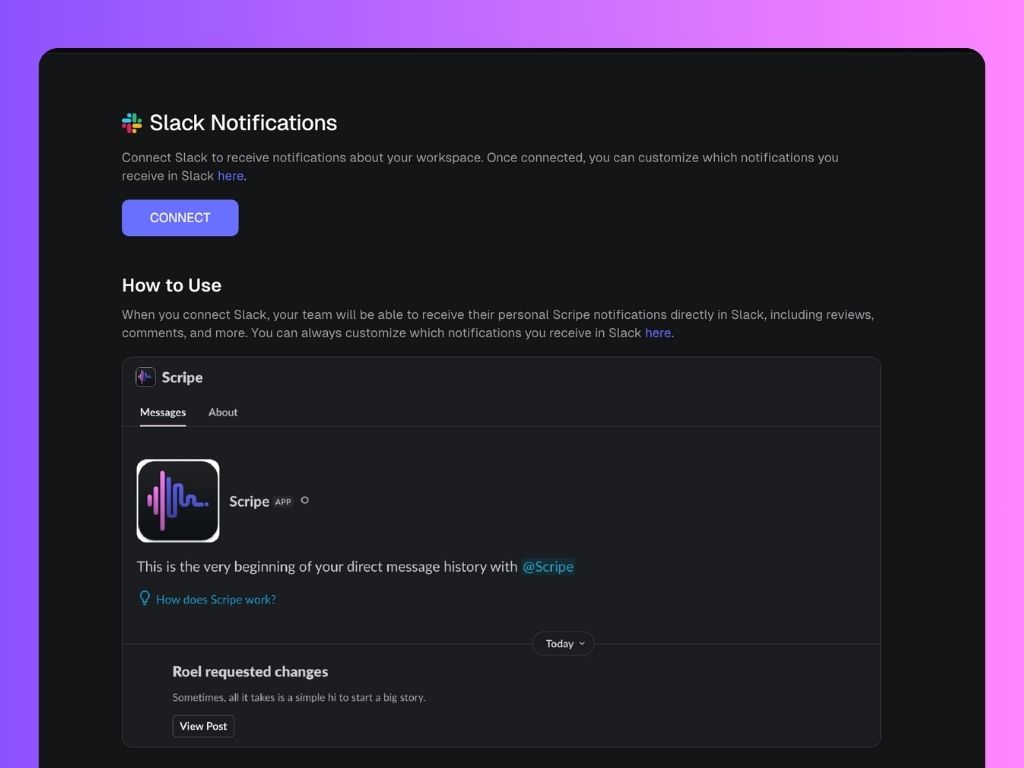 Slack Notifications
Connect Slack to receive notifications about your workspace. Once connected, you can customize which notifications you
receive in Slack here.
CONNECT
How to Use
When you connect Slack, your team will be able to receive their personal Scripe notifications directly in Slack, including reviews,
comments, and more. You can always customize which notifications you receive in Slack here.
Scripe
Messages About
Scripe APP
This is the very beginning of your direct message history with @Scripe
How does Scripe work?
Today
Roel requested changes
Sometimes, all it takes is a simple hi to start a big story.
View Post